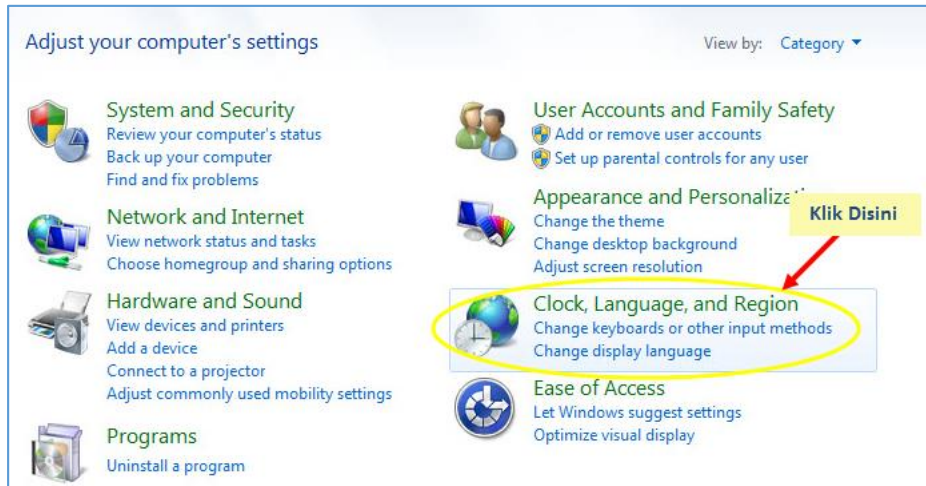 Adjust your computer's settings
View by: Category
System and Security
Review your computer's status
Back up your computer
Find and fix problems
Network and Internet
View network status and tasks
Choose homegroup and sharing options
Hardware and Sound
View devices and printers
Add a device
Connect to a projector
Adjust commonly used mobility settings
Programs
Uninstall a program
User Accounts and Family Safety
Add or remove user accounts
Set up parental controls for any user
Appearance and
Change the theme
Change desktop background
Adjust screen resolution
Klik Disini
Clock, Language, and Region
Change keyboards or other input methods
Change display language
Ease of Access
Let Windows suggest settings
Optimize visual display